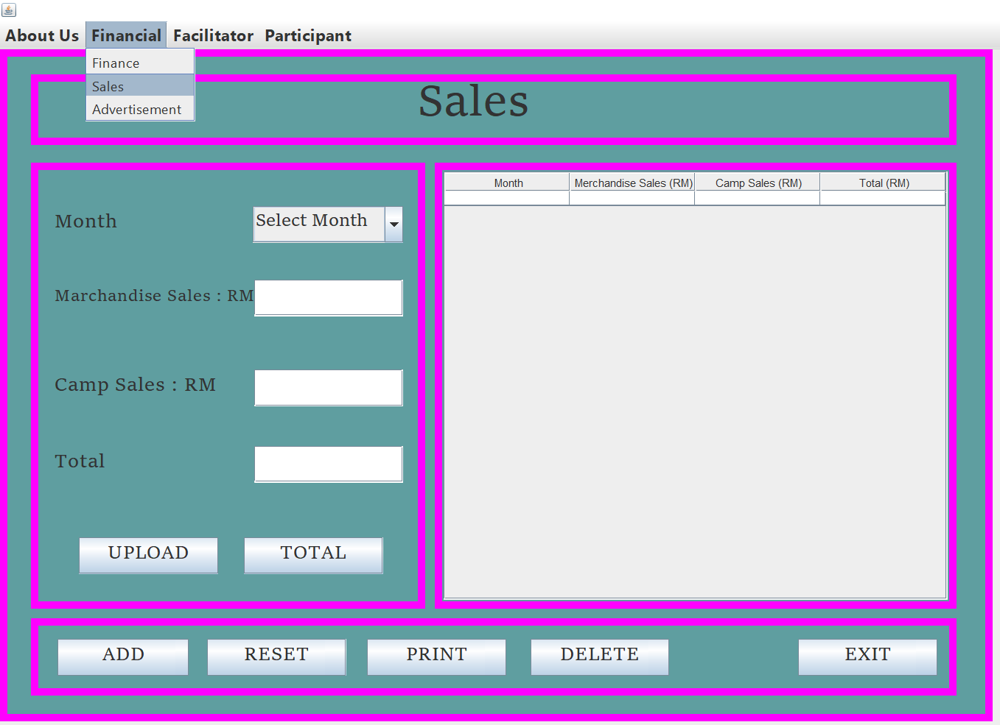 About Us Financial Facilitator Participant
Finance
Sales
Advertisement
Sales
Month Select Month
Marchandise Sales : RM
Camp Sales : RM
Total
UPLOAD TOTAL
Month Merchandise Sales (RM) Camp Sales (RM) Total (RM)
ADD RESET PRINT DELETE EXIT